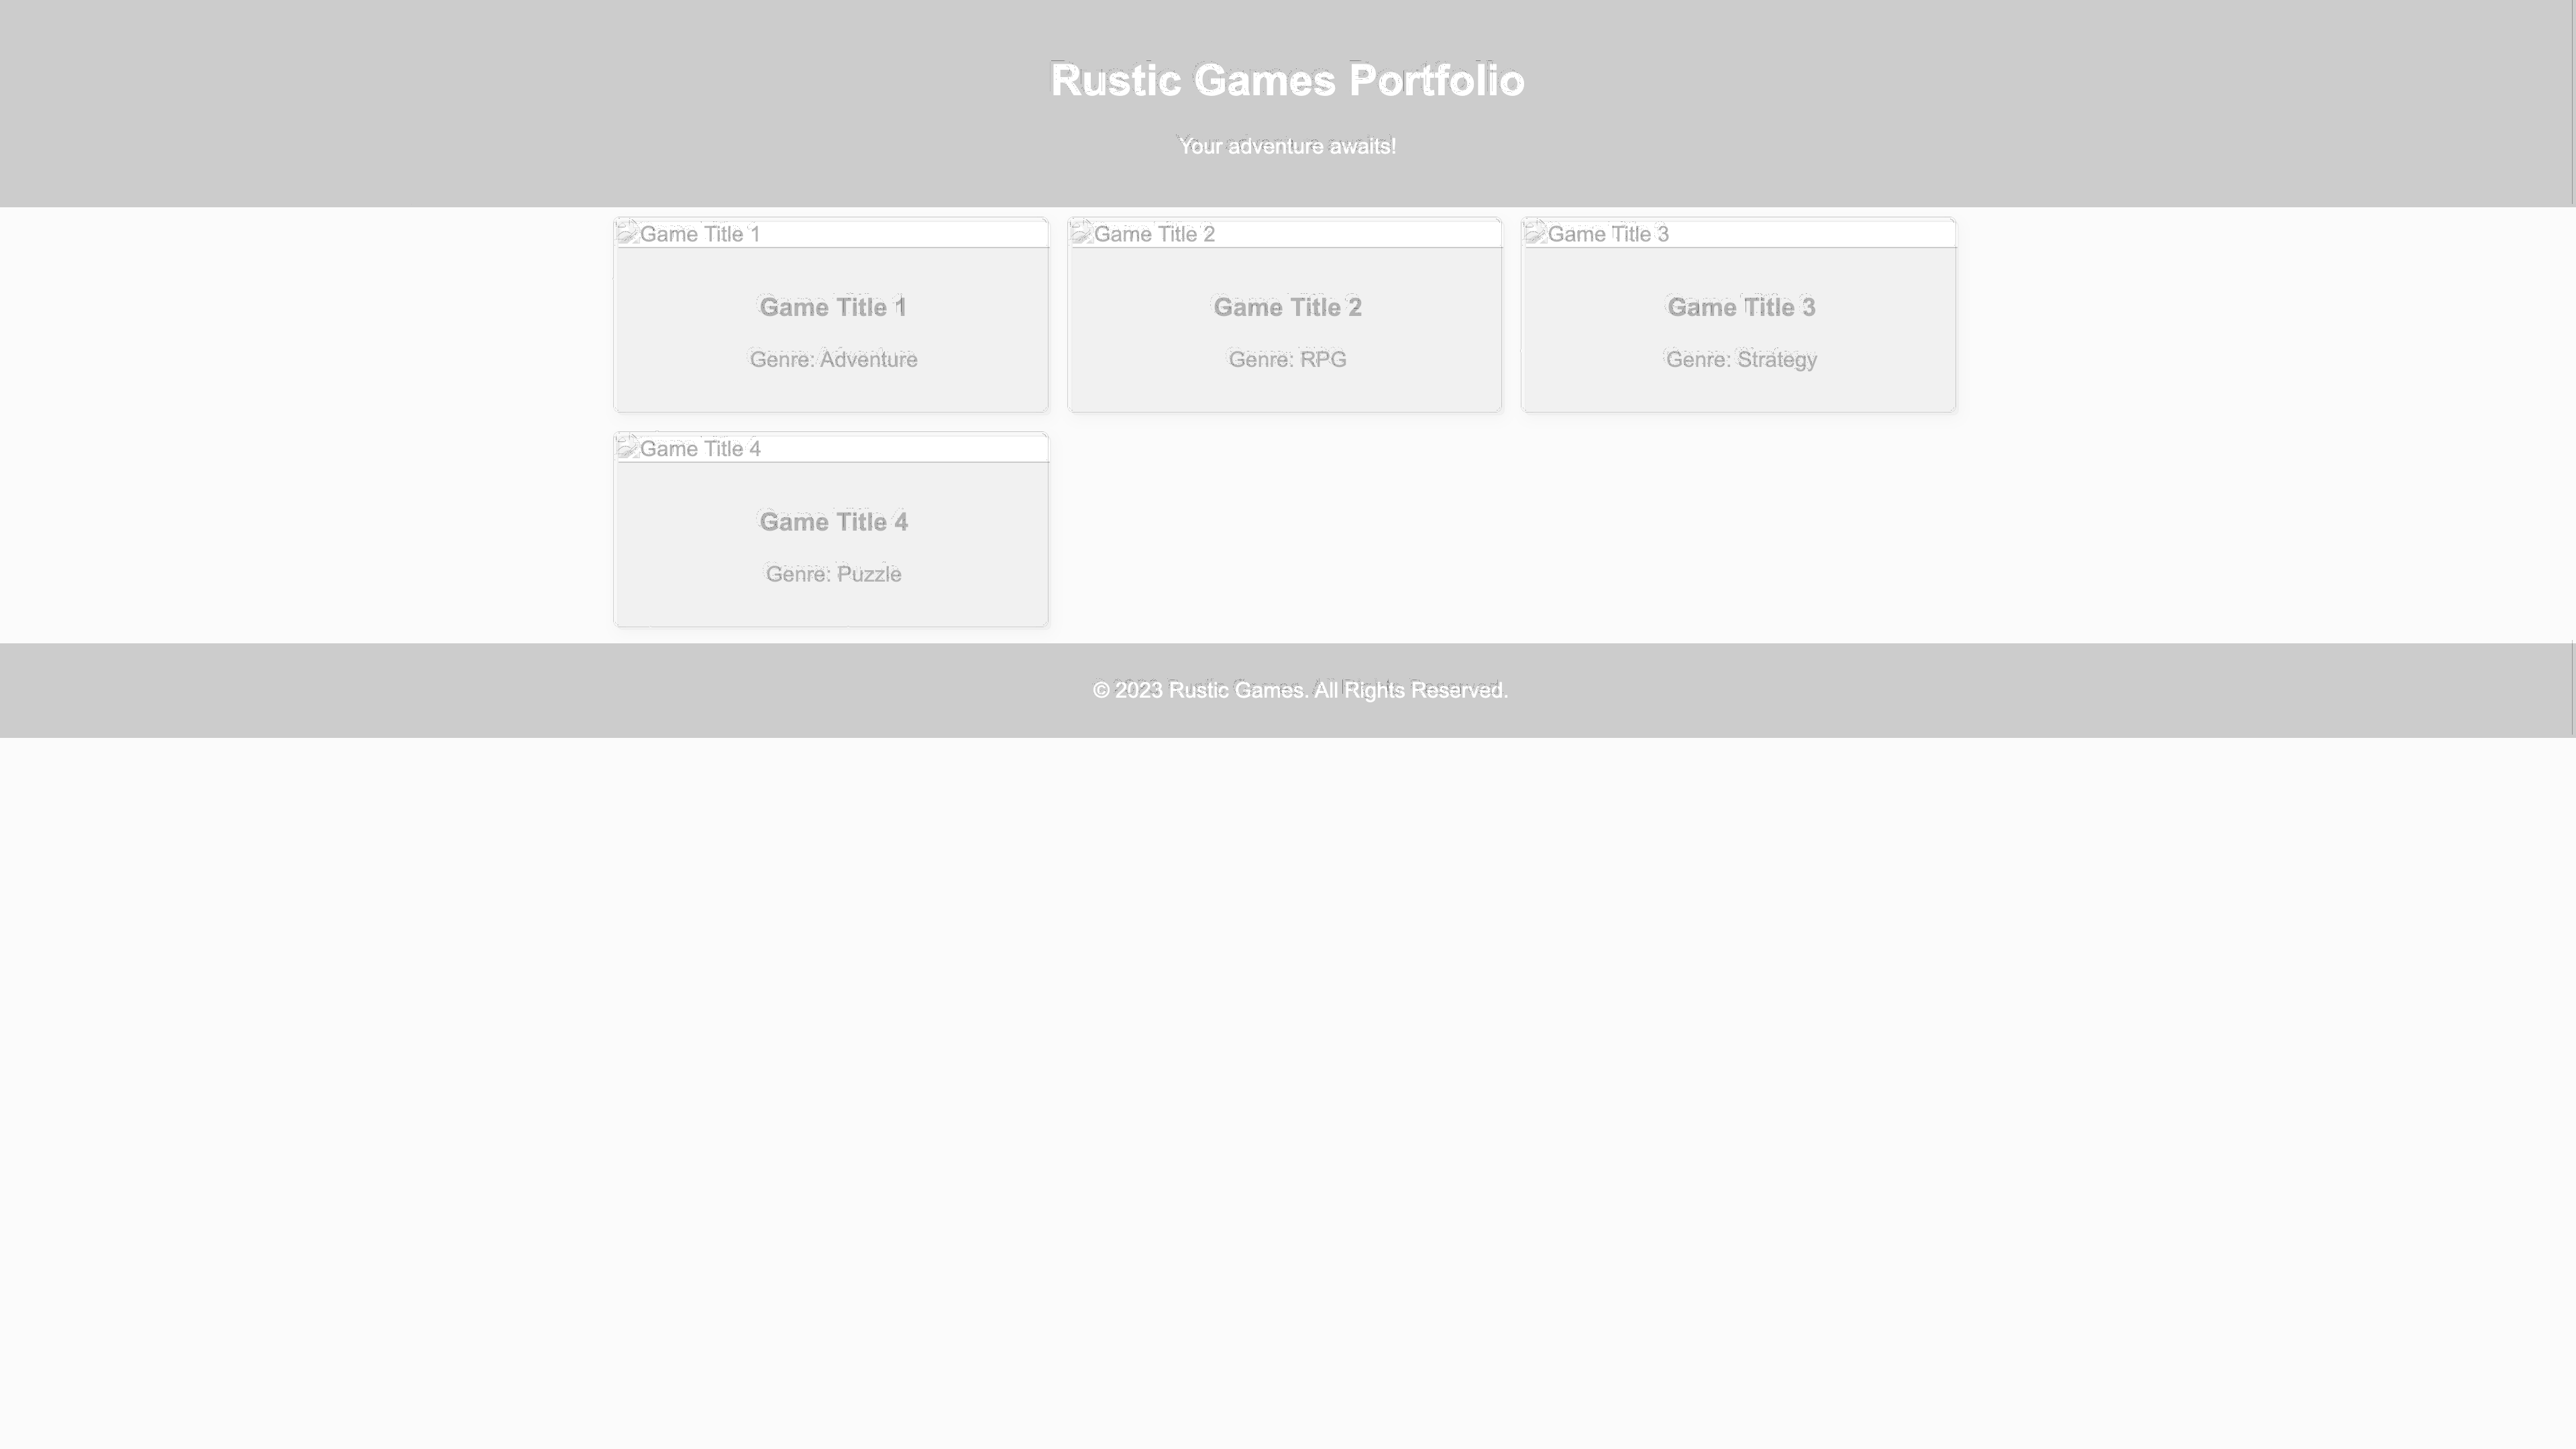 Rustic Games Portfolio
Your adventure awaits!
Game Title 1
Game Title 2
Game Title 3
Game Title 1
Game Title 2
Game Title 3
Genre: Adventure
Genre: RPG
Genre: Strategy
Game Title 4
Game Title 4
Genre: Puzzle
© 2023 Rustic Games. All Rights Reserved.